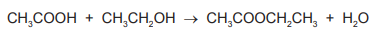 CH₃COOH + CH₃CH₂OH → CH₃COOCH₂CH₃ + H₂O